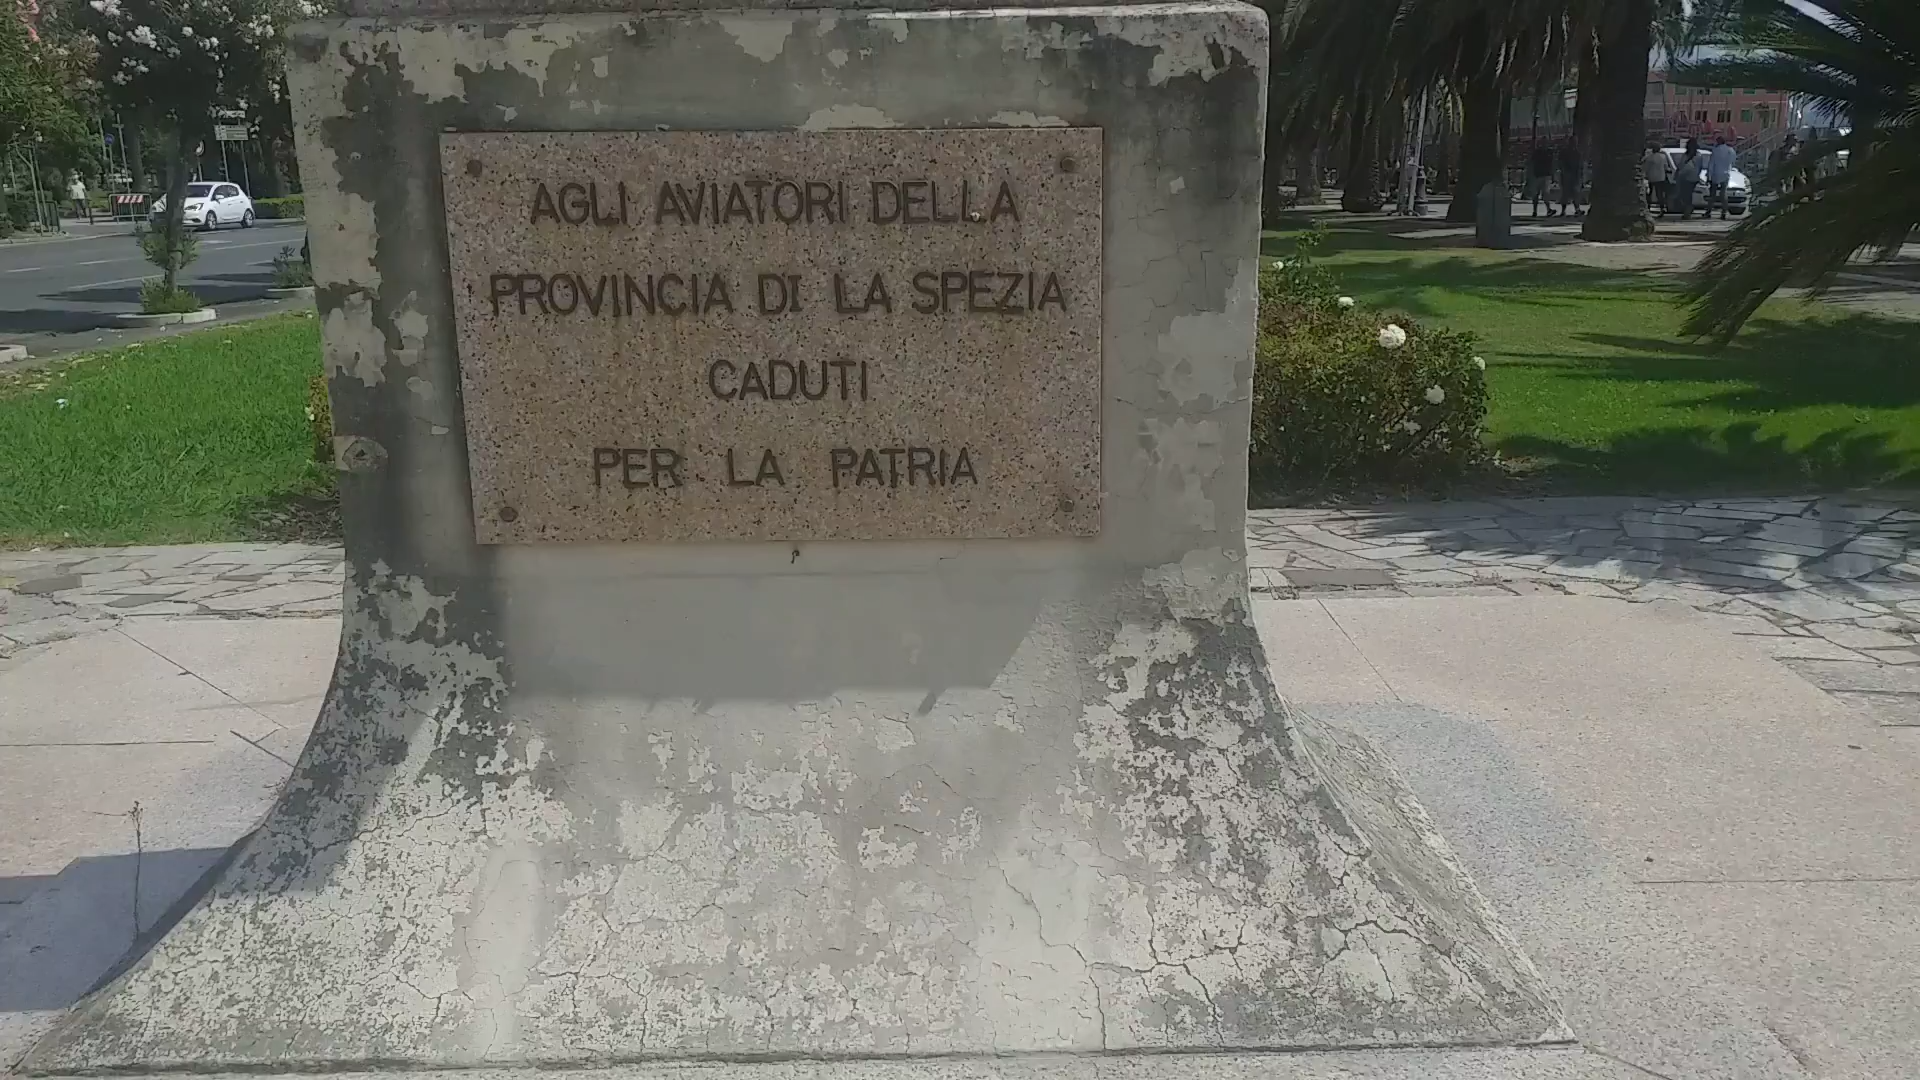 AGLI AVIATORI DELLA
PROVINCIA DI LA SPEZIA
CADUTI
PER LA PATRIA